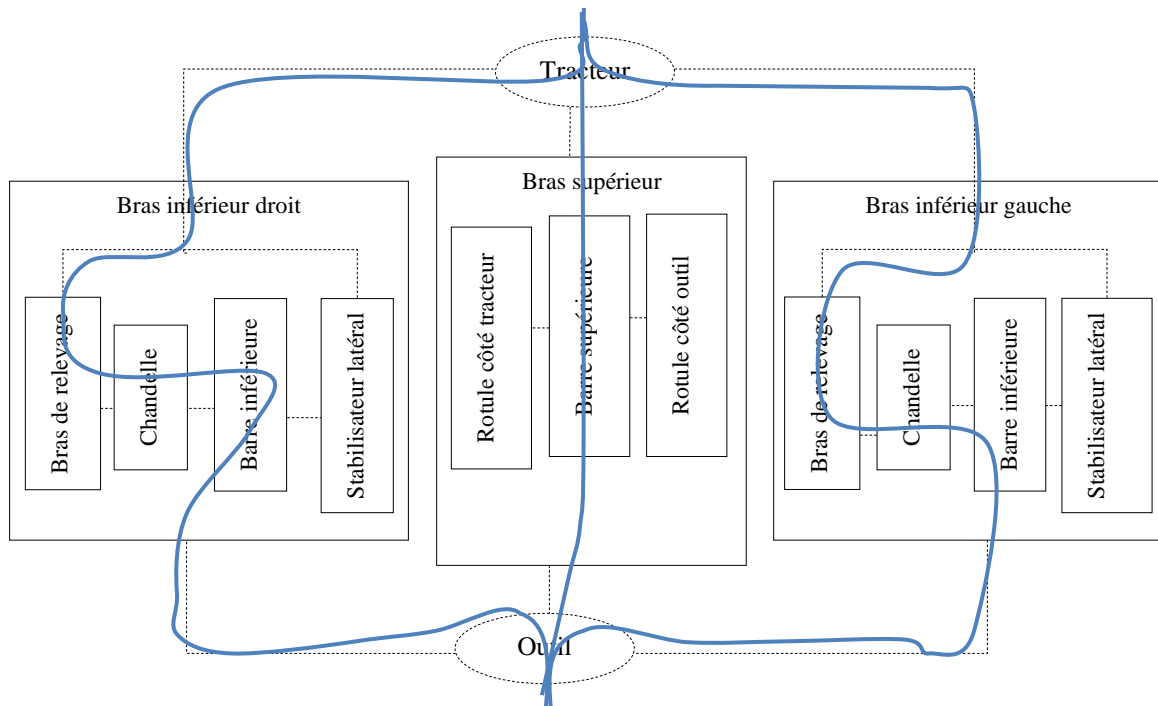 Tracteur
Bras inférieur droit
Bras de relevage
Chandelle
Barre inférieure
Stabilisateur latéral
Bras supérieur
Rotule côté tracteur
Barre supérieure
Rotule côté outil
Bras inférieur gauche
Bras de relevage
Chandelle
Barre inférieure
Stabilisateur latéral
Outil